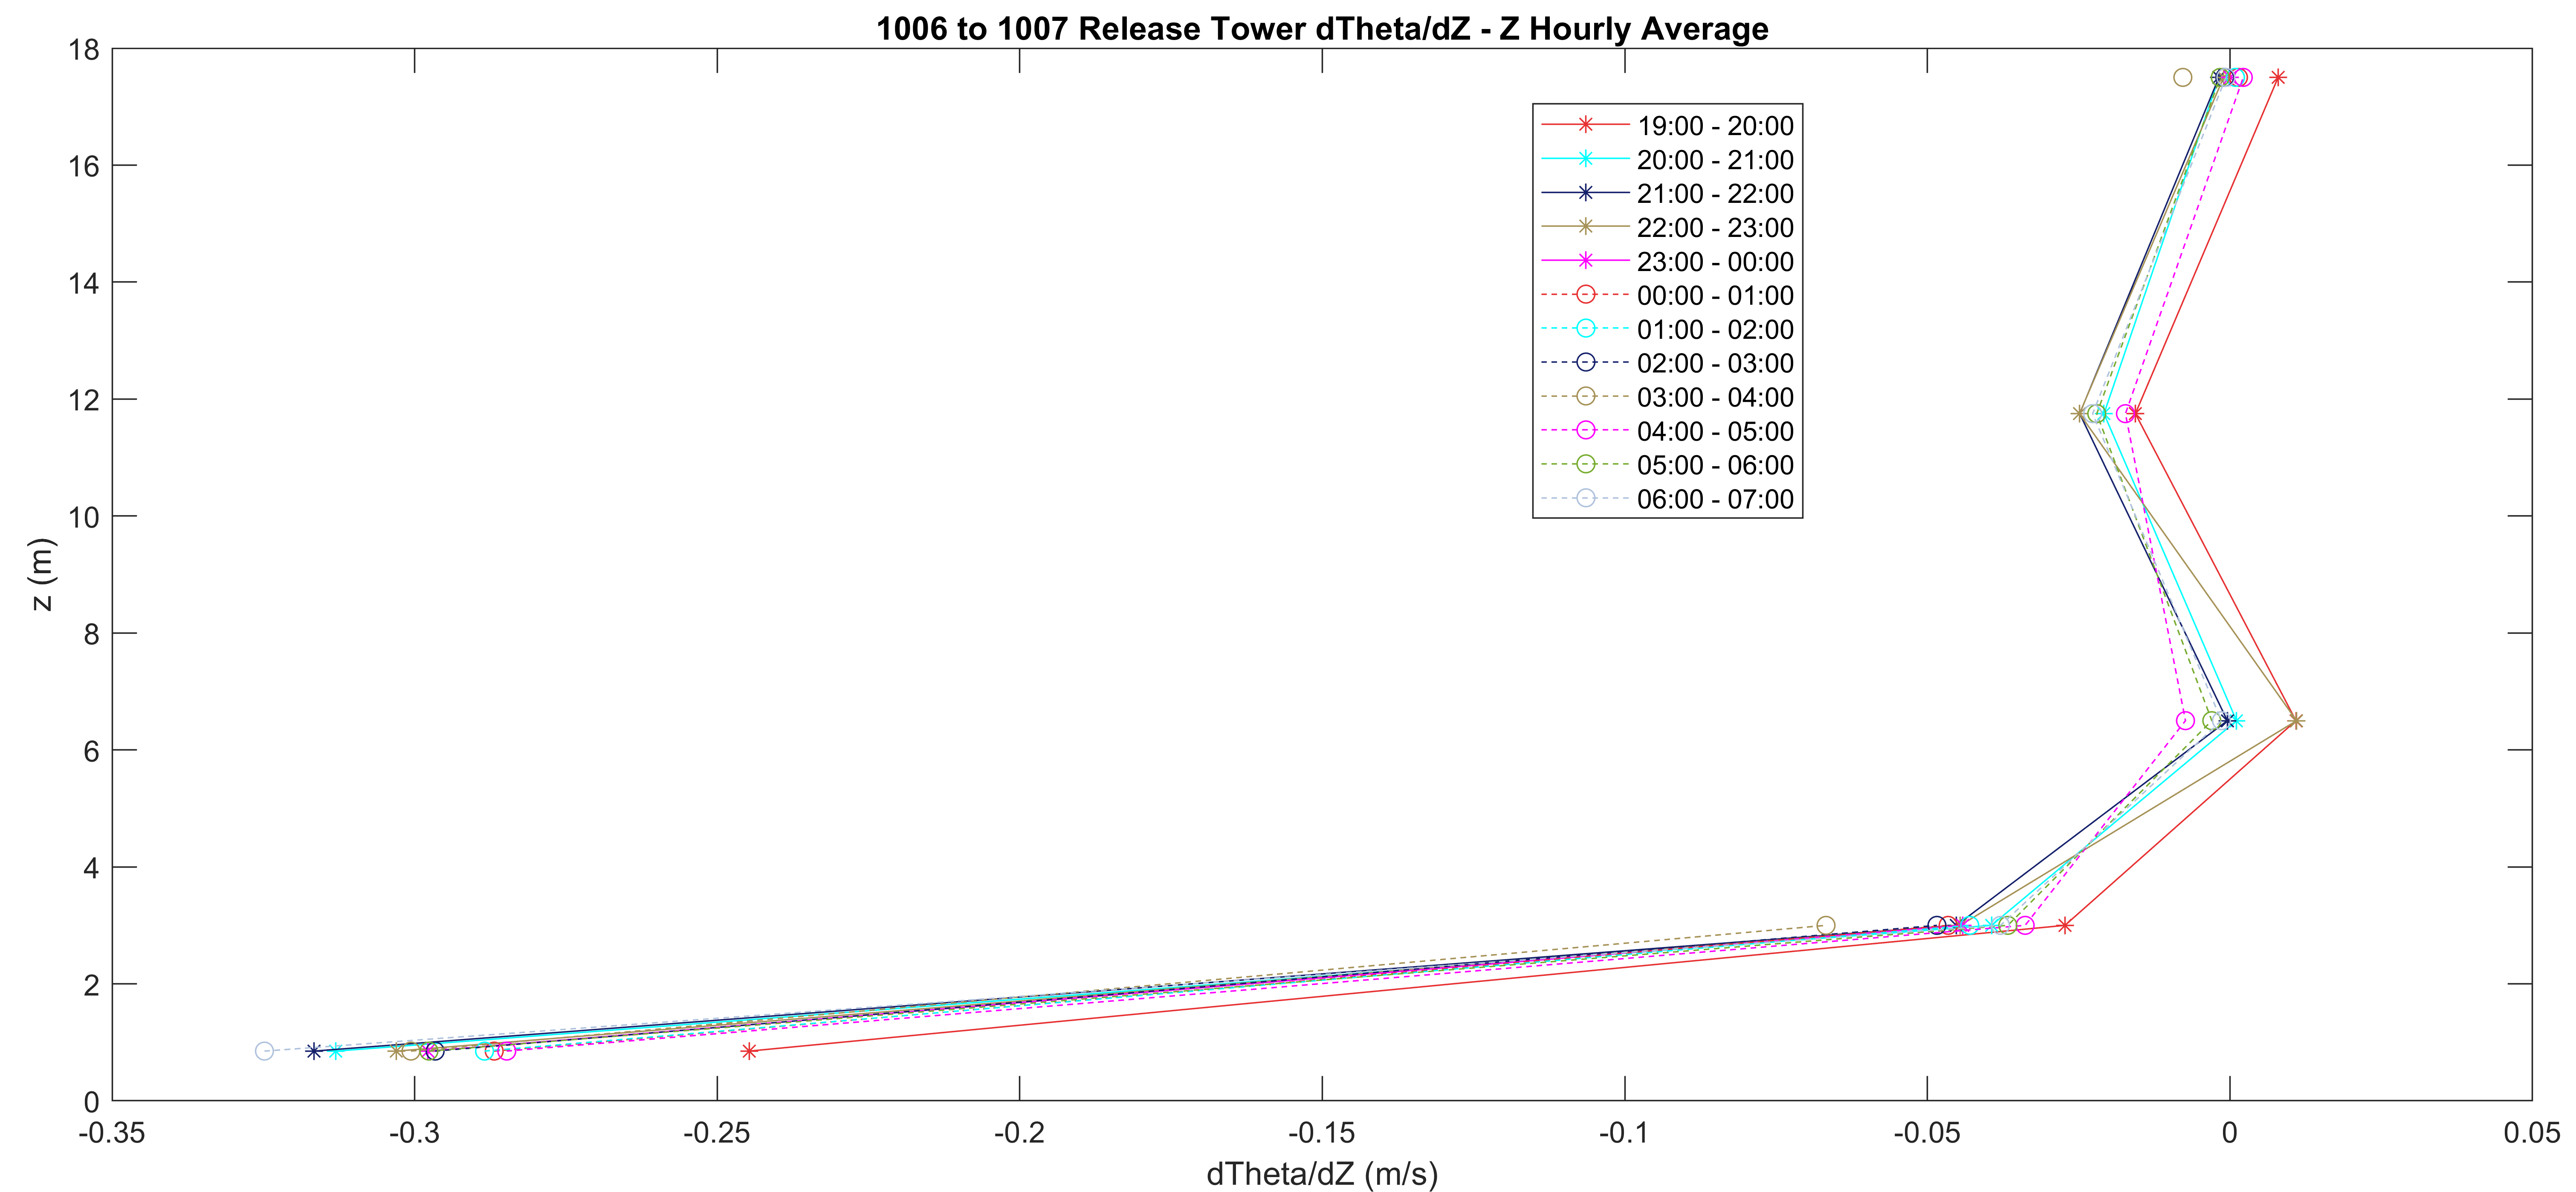 1006 to 1007 Release Tower dTheta/dZ - Z Hourly Average
18
16
14
12
10
8
6
4
2
0
z (m)
19:00 - 20:00
20:00 - 21:00
21:00 - 22:00
22:00 - 23:00
23:00 - 00:00
00:00 - 01:00
01:00 - 02:00
02:00 - 03:00
03:00 - 04:00
04:00 - 05:00
05:00 - 06:00
06:00 - 07:00
-0.35 -0.3 -0.25 -0.2 -0.15 -0.1 -0.05 0 0.05
dTheta/dZ (m/s)